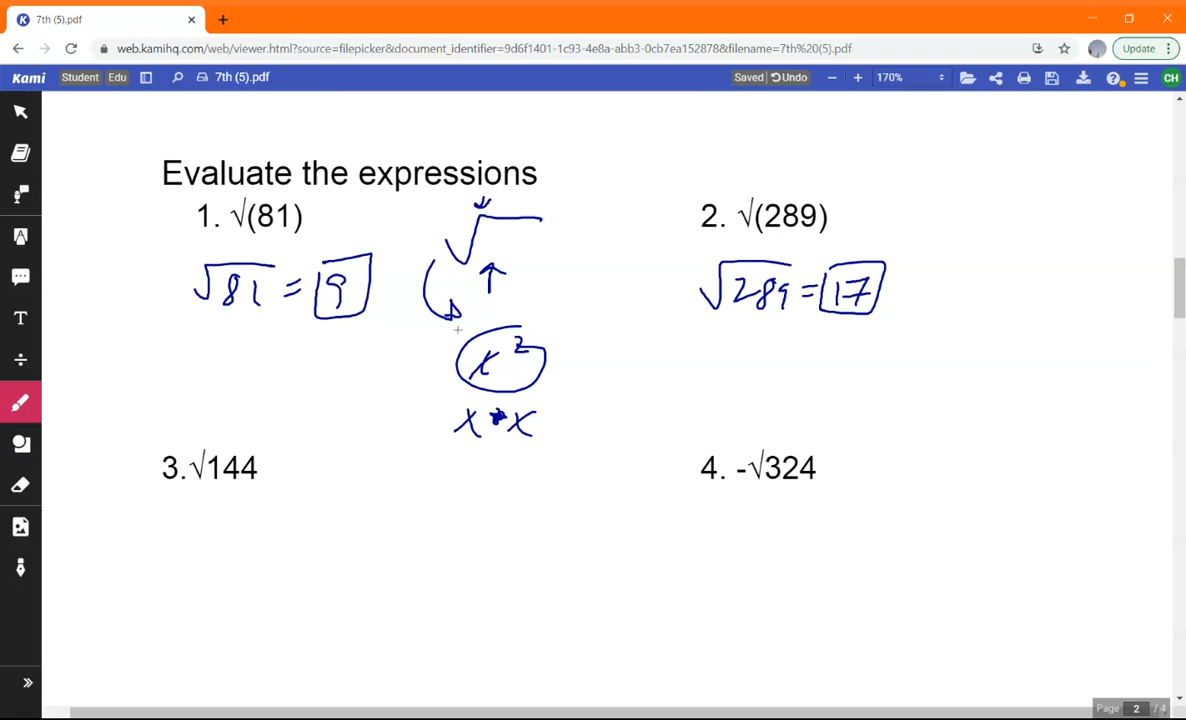 7th (5).pdf
web.kamihq.com/web/viewer.html?source=filepicker&document_identifier=9d6f1401-1c93-4e8a-abb3-0cb7ea152878&filename=7th%20(5).pdf
Update
Kami Student Edu 7th (5).pdf Saved Undo 170% CH
Evaluate the expressions
1. √(81)
2. √(289)
√81 = 9
√289 = 17
√
x²
x • x
3.√144
4. -√324
Page 2 / 4